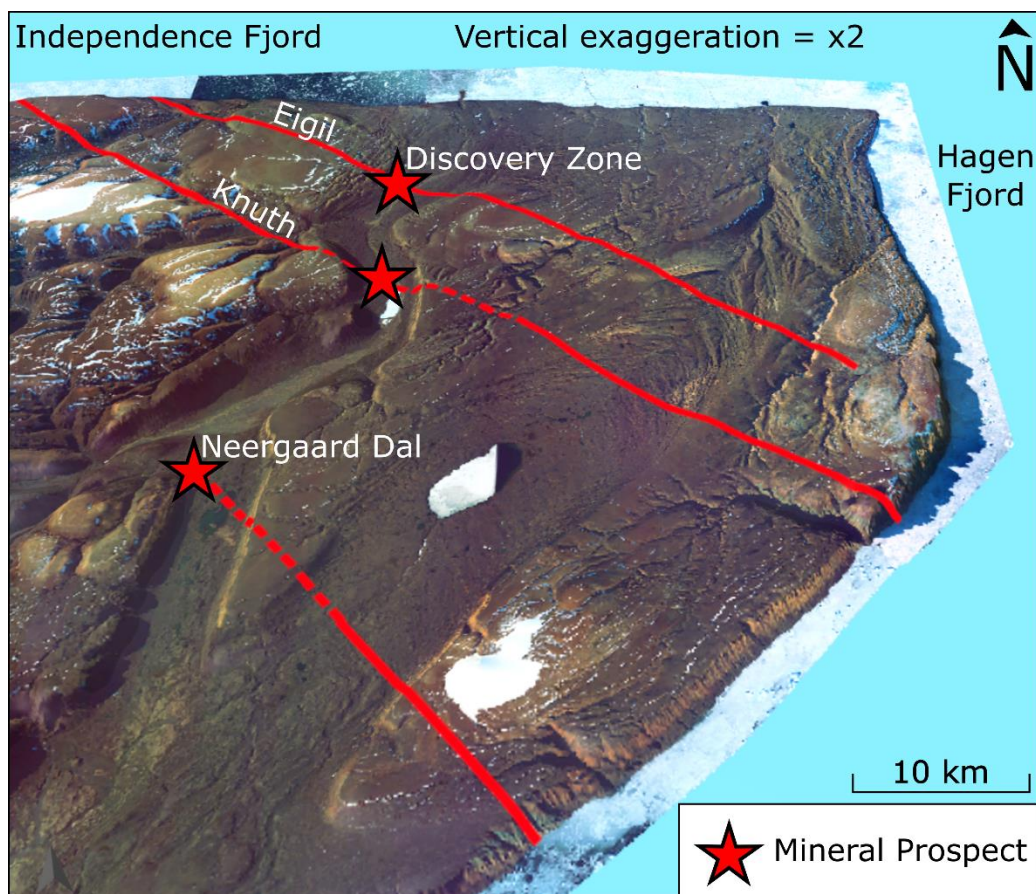 Independence Fjord
Vertical exaggeration = x2
N
Eigil
Discovery Zone
Hagen
Fjord
Knuth
Neergaard Dal
10 km
Mineral Prospect